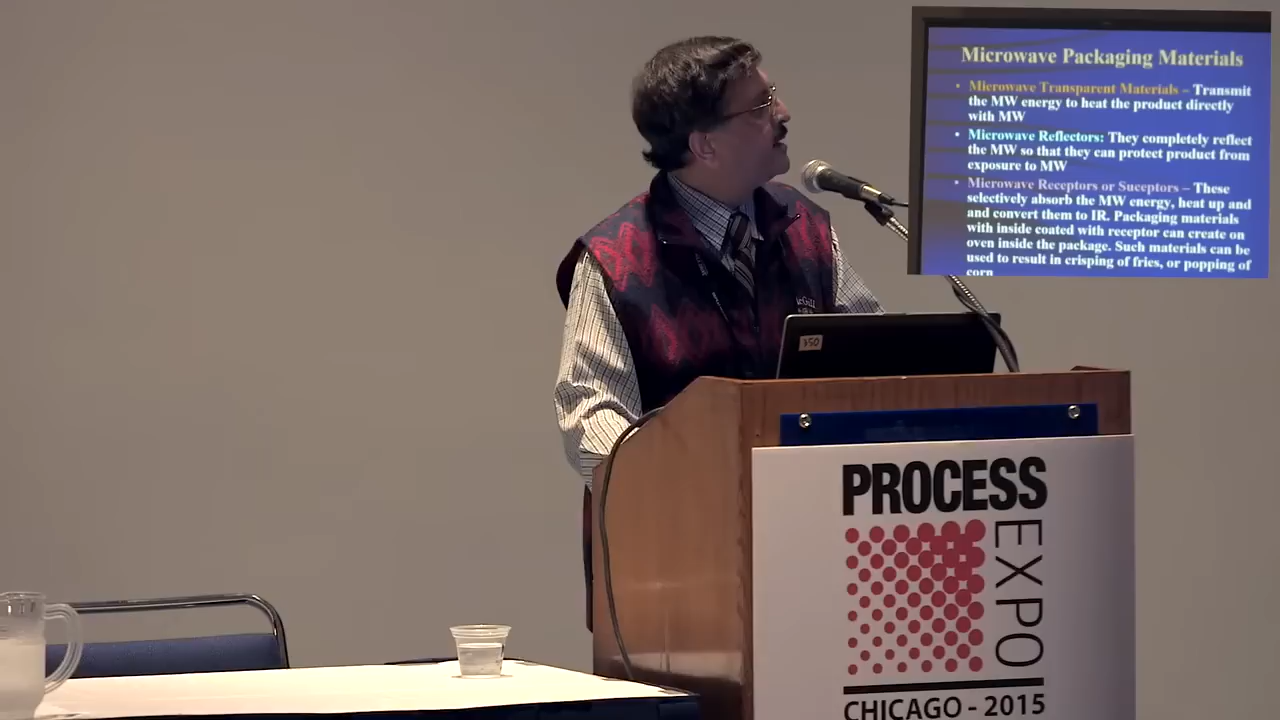 Microwave Packaging Materials
• Microwave Transparent Materials – Transmit
the MW energy to heat the product directly
with MW
• Microwave Reflectors: They completely reflect
the MW so that they can protect product from
exposure to MW
• Microwave Receptors or Suceptors – These
selectively absorb the MW energy, heat up and
and convert them to IR. Packaging materials
with inside coated with receptor can create on
oven inside the package. Such materials can be
used to result in crisping of fries, or popping of
corn
McGill
350
PROCESS
EXPO
CHICAGO - 2015